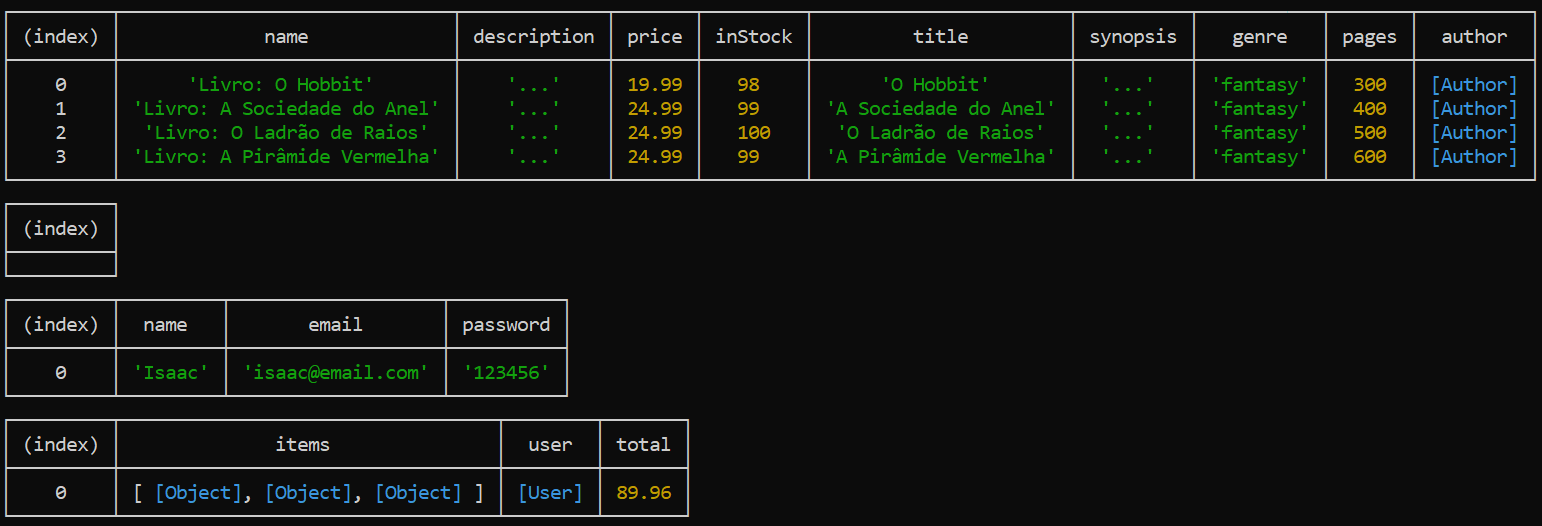 (index) name description price inStock title synopsis genre pages author
0 'Livro: O Hobbit' '...' 19.99 98 'O Hobbit' '...' 'fantasy' 300 [Author]
1 'Livro: A Sociedade do Anel' '...' 24.99 99 'A Sociedade do Anel' '...' 'fantasy' 400 [Author]
2 'Livro: O Ladrão de Raios' '...' 24.99 100 'O Ladrão de Raios' '...' 'fantasy' 500 [Author]
3 'Livro: A Pirâmide Vermelha' '...' 24.99 99 'A Pirâmide Vermelha' '...' 'fantasy' 600 [Author]
(index)
(index) name email password
0 'Isaac' 'isaac@email.com' '123456'
(index) items user total
0 [ [Object], [Object], [Object] ] [User] 89.96